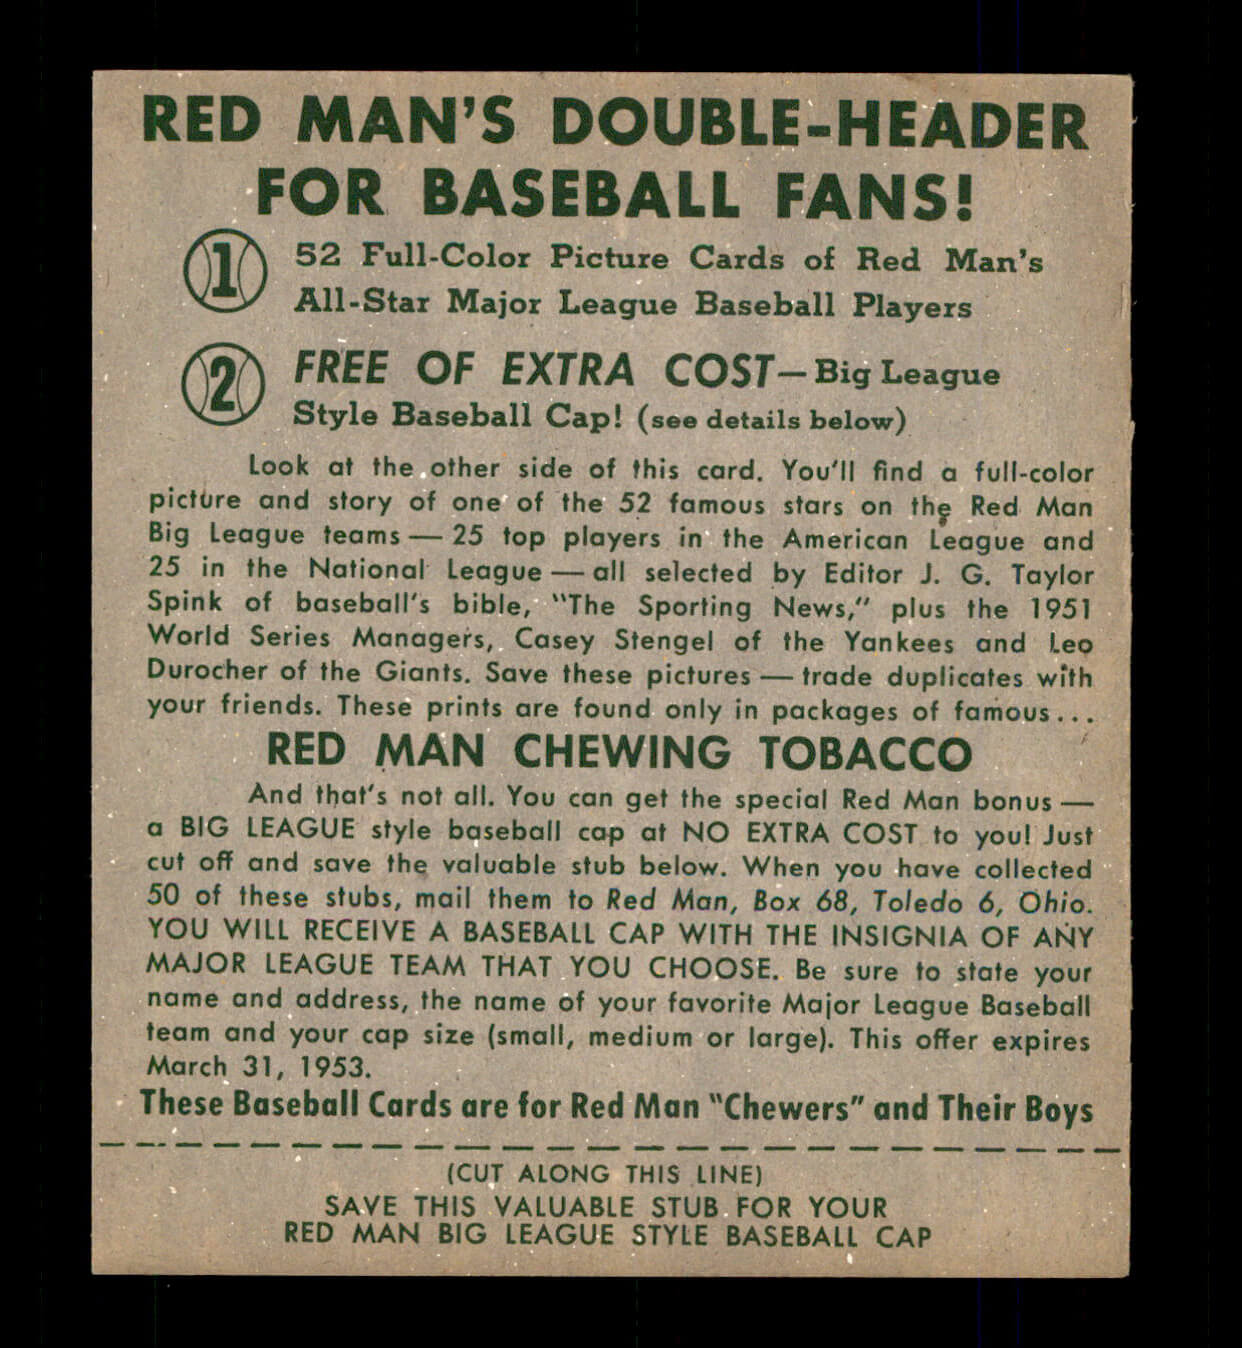 RED MAN'S DOUBLE-HEADER
FOR BASEBALL FANS!
1 52 Full-Color Picture Cards of Red Man's
All-Star Major League Baseball Players
2 FREE OF EXTRA COST—Big League
Style Baseball Cap! (see details below)
Look at the other side of this card. You'll find a full-color
picture and story of one of the 52 famous stars on the Red Man
Big League teams — 25 top players in the American League and
25 in the National League — all selected by Editor J. G. Taylor
Spink of baseball's bible, "The Sporting News," plus the 1951
World Series Managers, Casey Stengel of the Yankees and Leo
Durocher of the Giants. Save these pictures — trade duplicates with
your friends. These prints are found only in packages of famous...
RED MAN CHEWING TOBACCO
And that's not all. You can get the special Red Man bonus —
a BIG LEAGUE style baseball cap at NO EXTRA COST to you! Just
cut off and save the valuable stub below. When you have collected
50 of these stubs, mail them to Red Man, Box 68, Toledo 6, Ohio.
YOU WILL RECEIVE A BASEBALL CAP WITH THE INSIGNIA OF ANY
MAJOR LEAGUE TEAM THAT YOU CHOOSE. Be sure to state your
name and address, the name of your favorite Major League Baseball
team and your cap size (small, medium or large). This offer expires
March 31, 1953.
These Baseball Cards are for Red Man "Chewers" and Their Boys
(CUT ALONG THIS LINE)
SAVE THIS VALUABLE STUB FOR YOUR
RED MAN BIG LEAGUE STYLE BASEBALL CAP